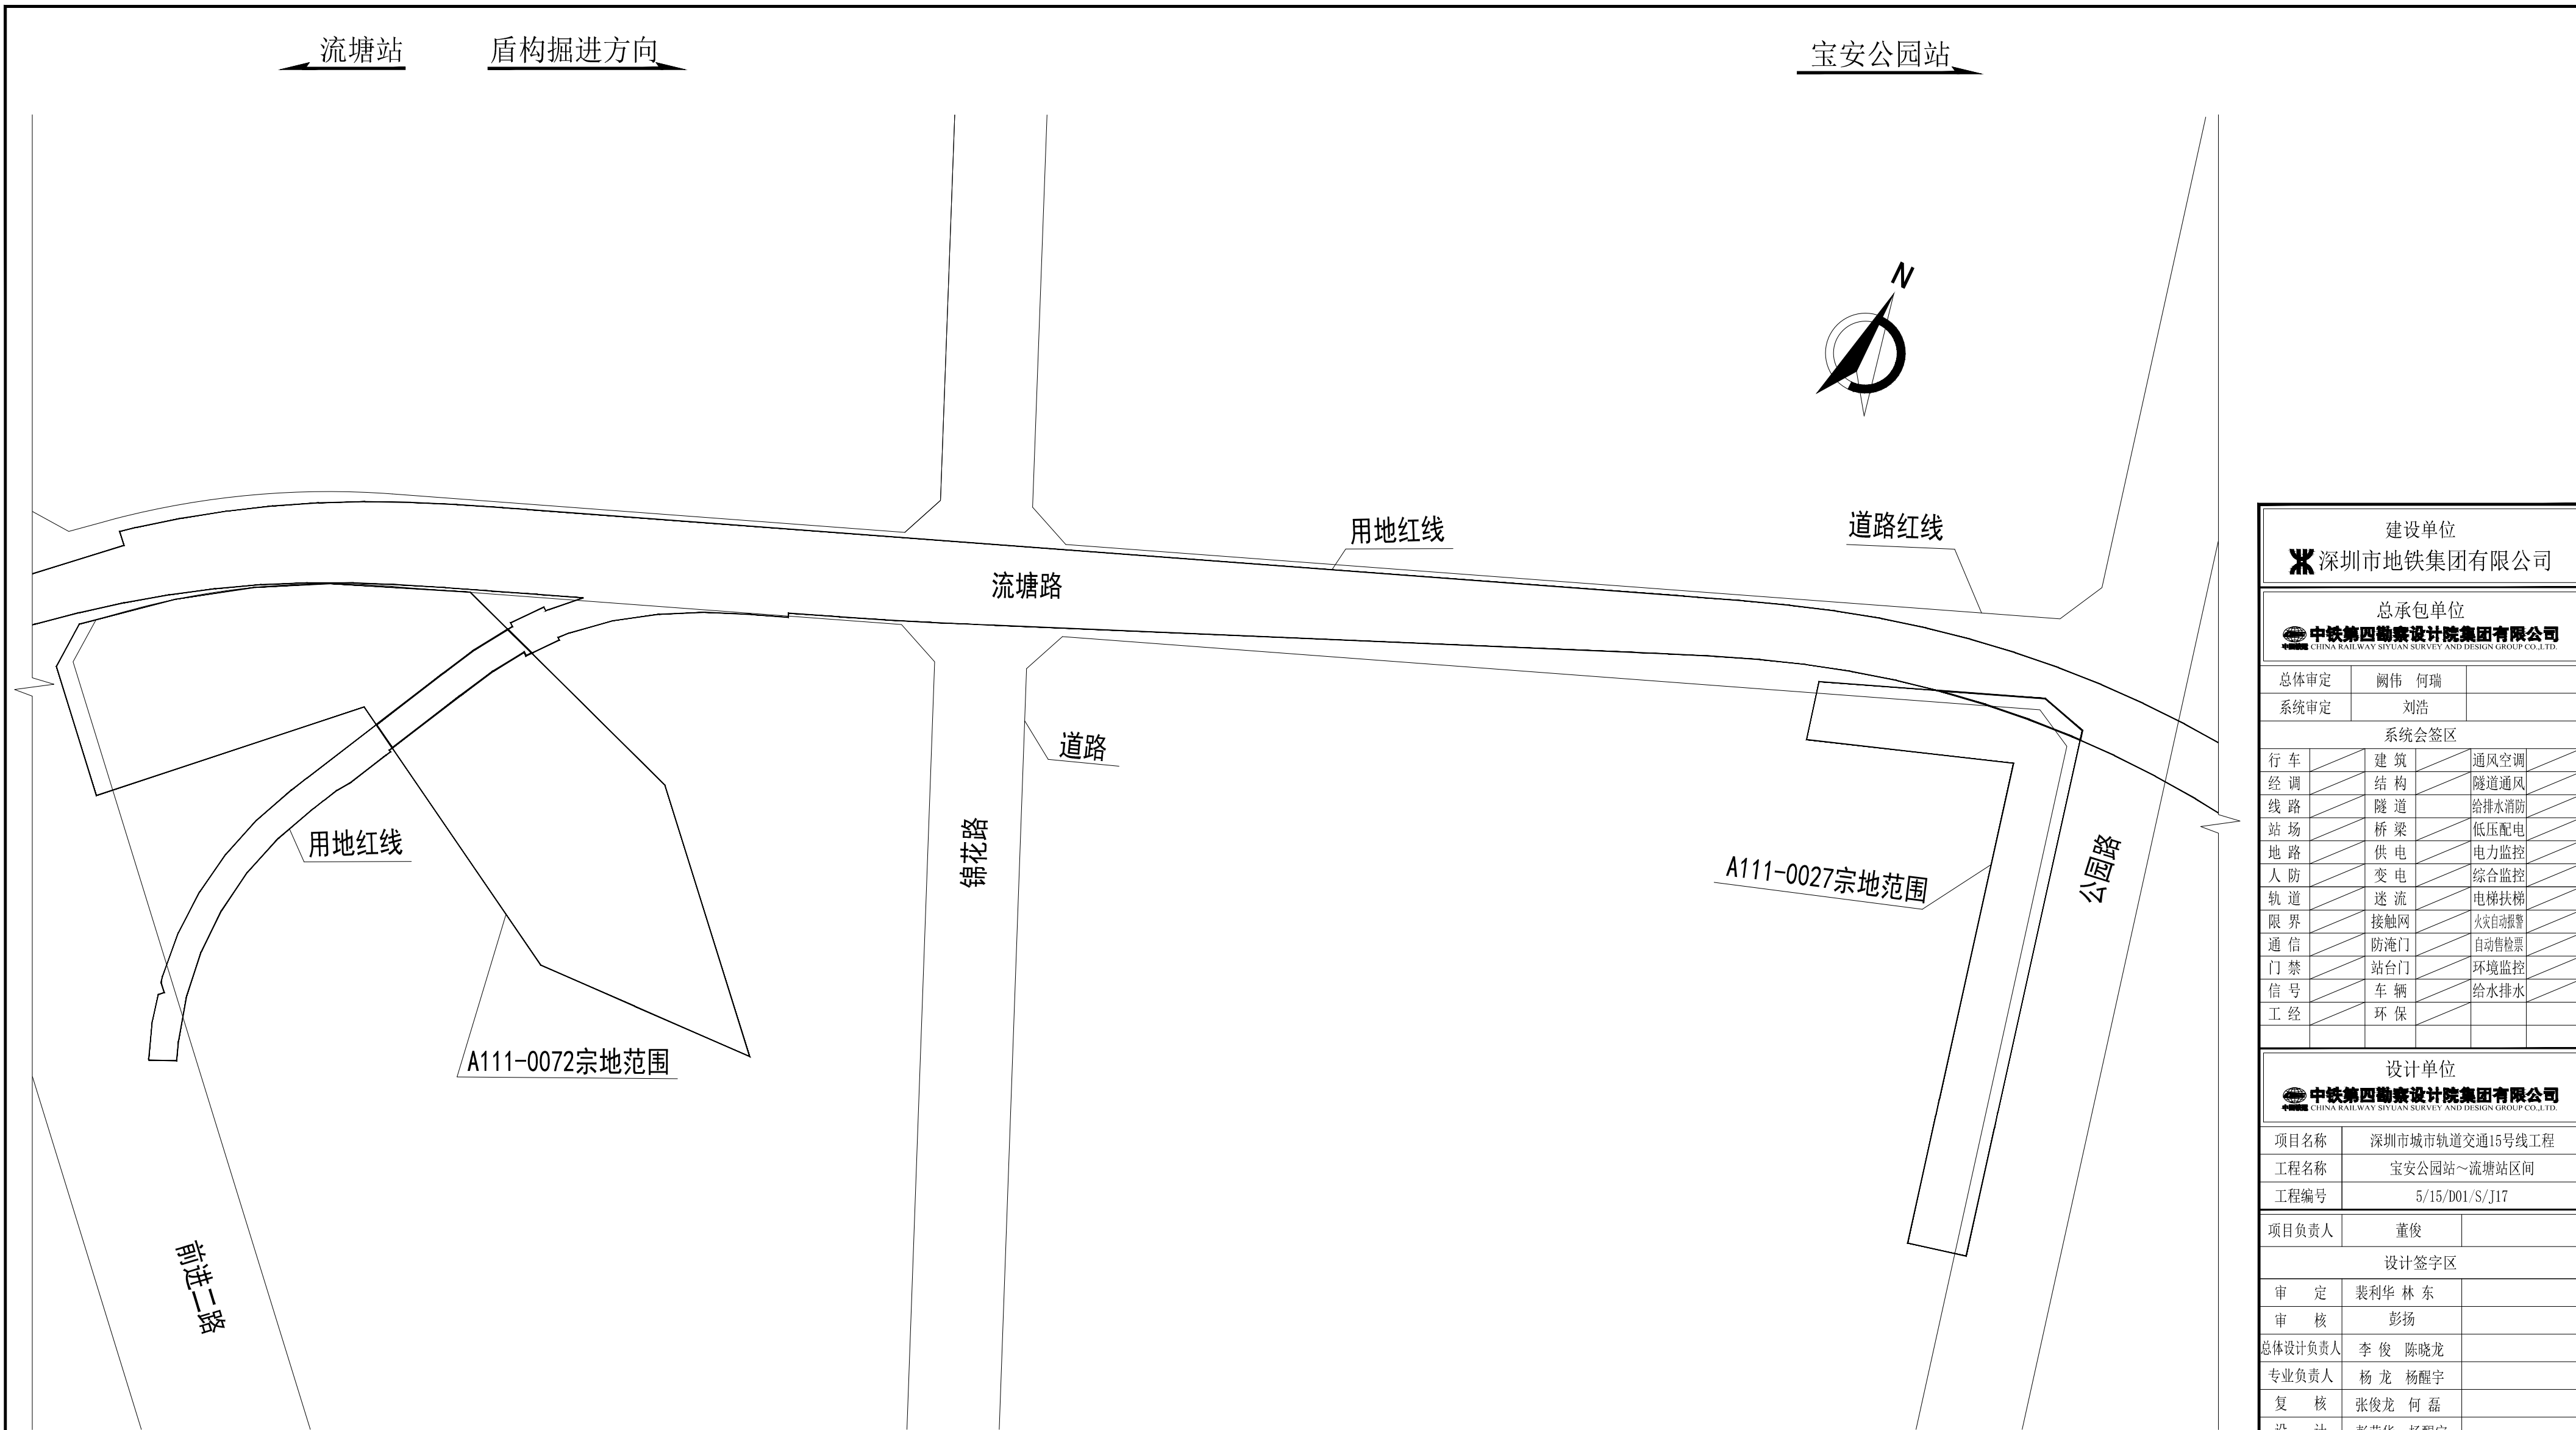 流塘站
盾构掘进方向
宝安公园站
N
用地红线
道路红线
流塘路
道路
用地红线
锦花路
A111-0027宗地范围
公园路
A111-0072宗地范围
前进二路
建设单位
深圳市地铁集团有限公司
总承包单位
中铁第四勘察设计院集团有限公司
CHINA RAILWAY SIYUAN SURVEY AND DESIGN GROUP CO.,LTD.
总体审定 阙伟 何瑞
系统审定 刘浩
系统会签区
行 车 建 筑 通风空调
经 调 结 构 隧道通风
线 路 隧 道 给排水消防
站 场 桥 梁 低压配电
地 路 供 电 电力监控
人 防 变 电 综合监控
轨 道 迷 流 电梯扶梯
限 界 接触网 火灾自动报警
通 信 防淹门 自动售检票
门 禁 站台门 环境监控
信 号 车 辆 给水排水
工 经 环 保
设计单位
中铁第四勘察设计院集团有限公司
CHINA RAILWAY SIYUAN SURVEY AND DESIGN GROUP CO.,LTD.
项目名称 深圳市城市轨道交通15号线工程
工程名称 宝安公园站～流塘站区间
工程编号 5/15/D01/S/J17
项目负责人 董俊
设计签字区
审 定 裴利华 林 东
审 核 彭扬
总体设计负责人 李 俊 陈晓龙
专业负责人 杨 龙 杨醒宇
复 核 张俊龙 何 磊